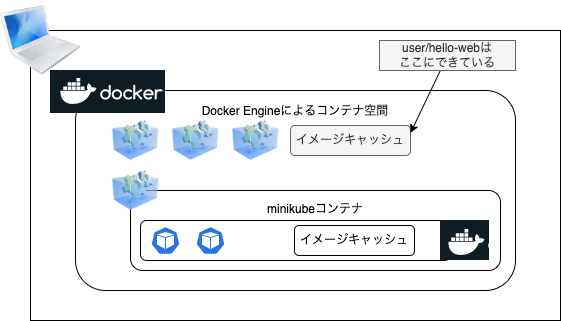 user/hello-webは
ここにできている
docker
Docker Engineによるコンテナ空間
イメージキャッシュ
minikubeコンテナ
イメージキャッシュ